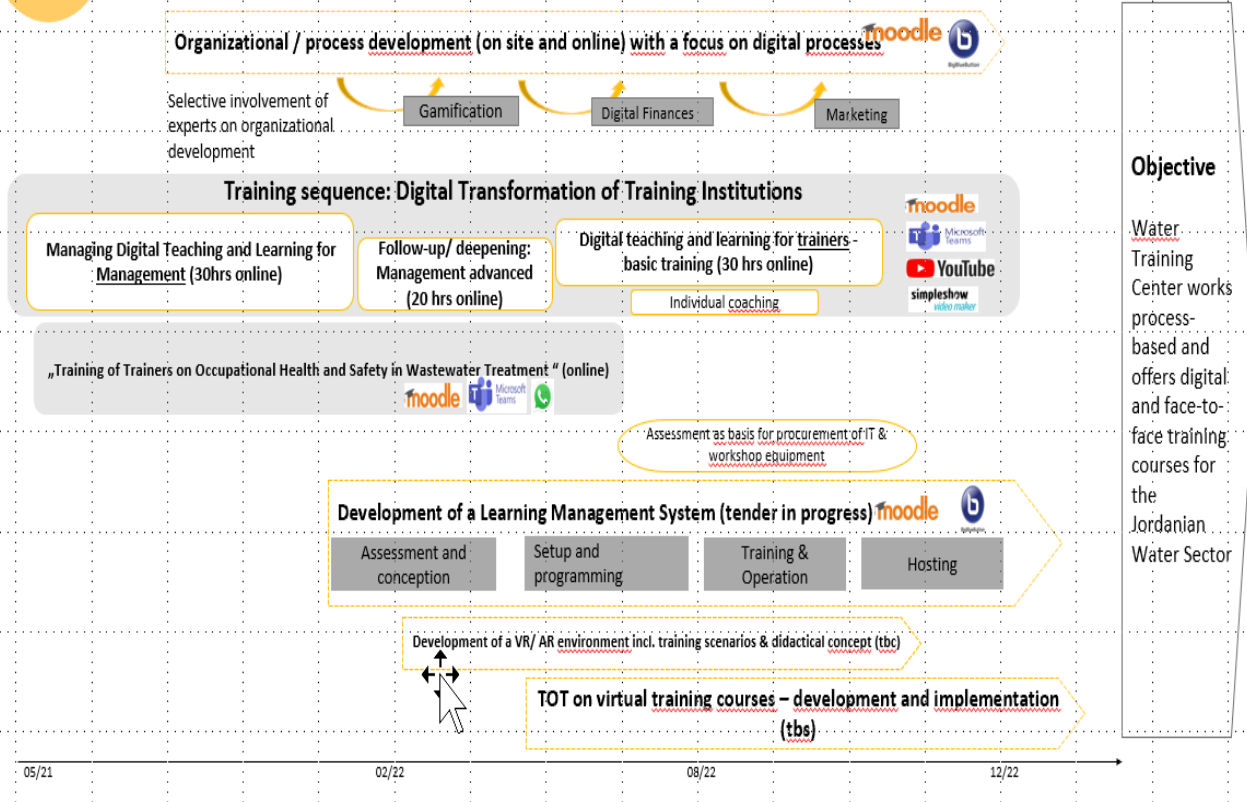 Organizational / process development (on site and online) with a focus on digital processes
moodle
b
BigBlueButton
Selective involvement of
experts on organizational
development
Gamification
Digital Finances
Marketing
Training sequence: Digital Transformation of Training Institutions
Managing Digital Teaching and Learning for
Management (30hrs online)
Follow-up/ deepening:
Management advanced
(20 hrs online)
Digital teaching and learning for trainers -
basic training (30 hrs online)
Individual coaching
moodle
Microsoft
Teams
YouTube
simpleshow
video maker
„Training of Trainers on Occupational Health and Safety in Wastewater Treatment “ (online)
moodle
Microsoft
Teams
Assessment as basis for procurement of IT &
workshop equipment
Development of a Learning Management System (tender in progress)
moodle
b
BigBlueButton
Assessment and
conception
Setup and
programming
Training &
Operation
Hosting
Development of a VR/ AR environment incl. training scenarios & didactical concept (tbc)
TOT on virtual training courses – development and implementation
(tbs)
Objective
Water
Training
Center works
process-
based and
offers digital
and face-to-
face training
courses for
the
Jordanian
Water Sector
05/21
02/22
08/22
12/22